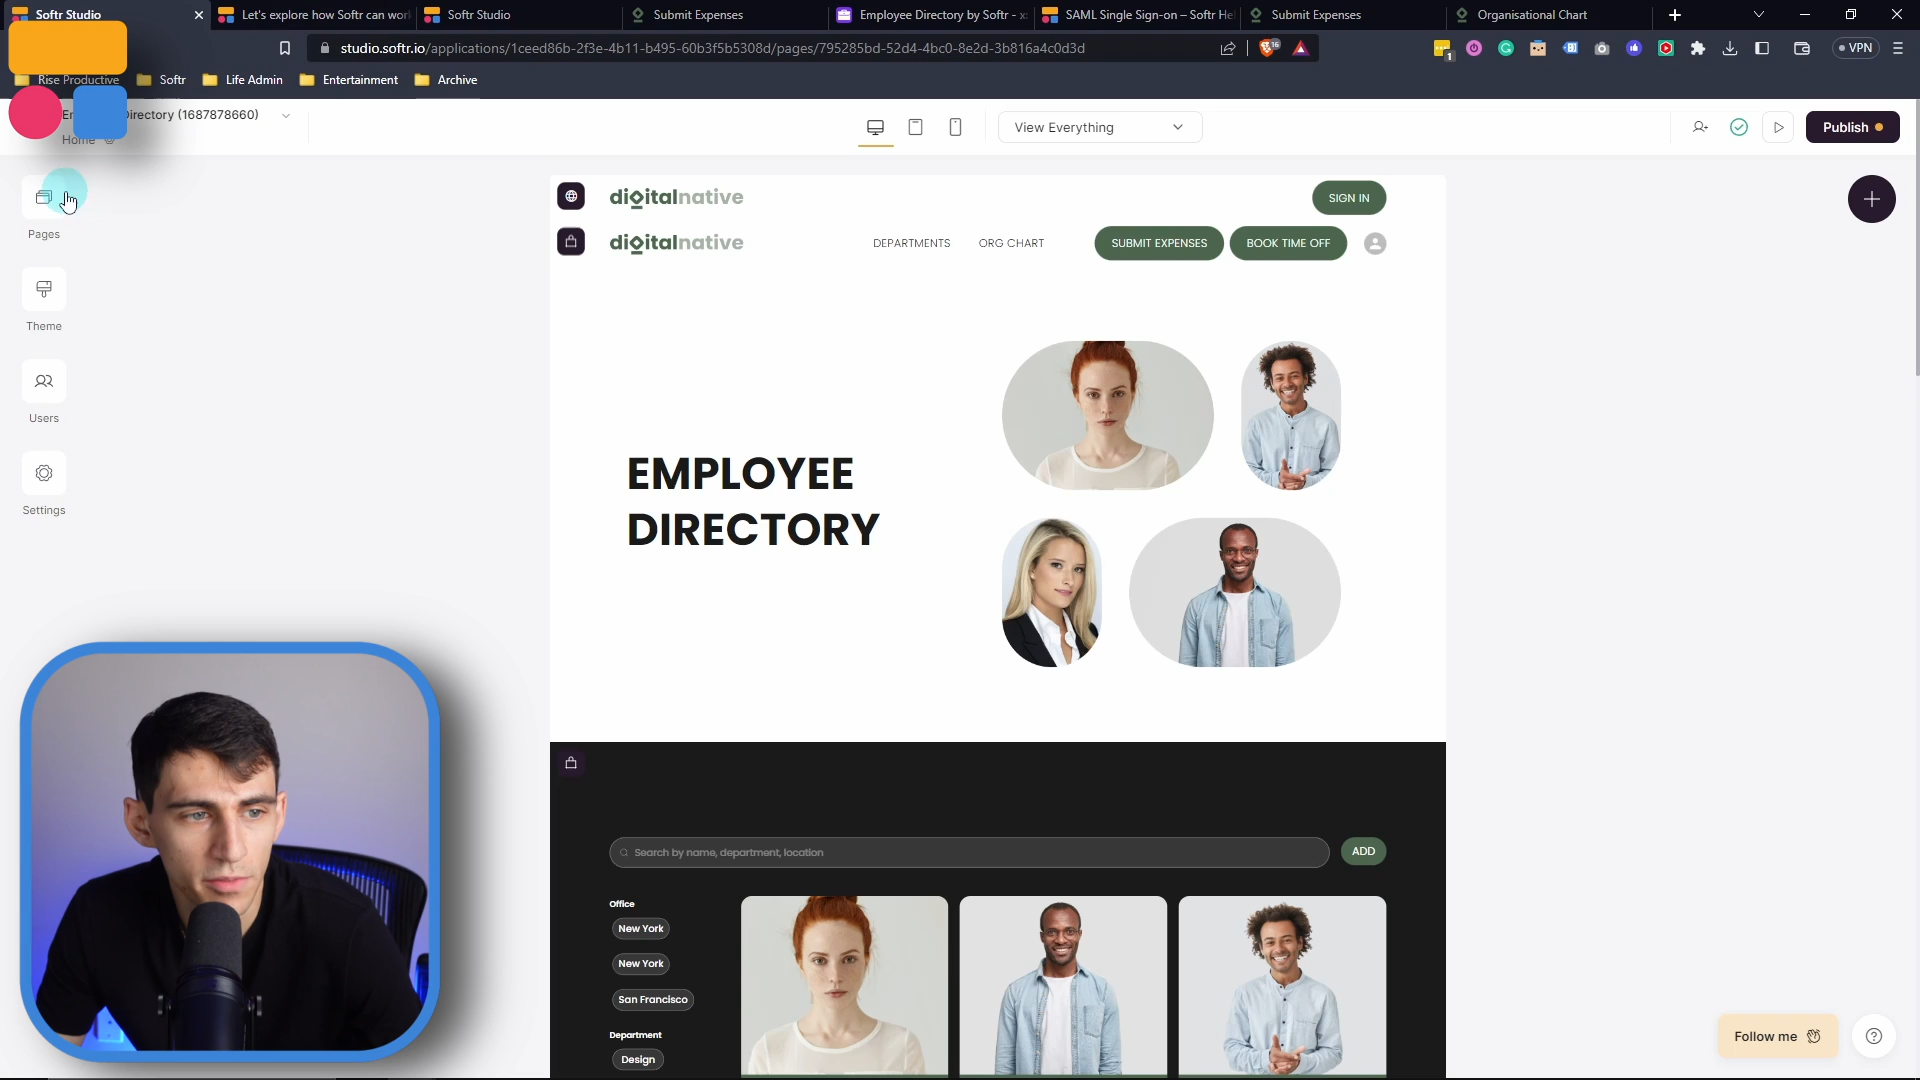 Softr Studio
Let's explore how Softr can wor
Softr Studio
Submit Expenses
Employee Directory by Softr - x
SAML Single Sign-on – Softr He
Submit Expenses
Organisational Chart
studio.softr.io/applications/1ceed86b-2f3e-4b11-b495-60b3f5b5308d/pages/795285bd-52d4-4bc0-8e2d-3b816a4c0d3d
16
1
VPN
Rise Productive
Softr
Life Admin
Entertainment
Archive
Directory (1687878660)
Home
View Everything
Publish
Pages
Theme
Users
Settings
digitalnative
SIGN IN
digitalnative
DEPARTMENTS
ORG CHART
SUBMIT EXPENSES
BOOK TIME OFF
EMPLOYEE
DIRECTORY
Search by name, department, location
ADD
Office
New York
New York
San Francisco
Department
Design
Follow me